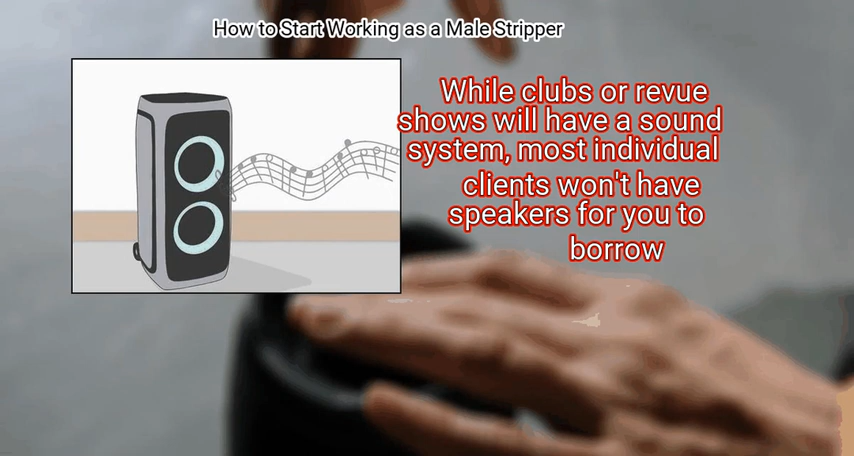 How to Start Working as a Male Stripper
While clubs or revue
shows will have a sound
system, most individual
clients won't have
speakers for you to
borrow